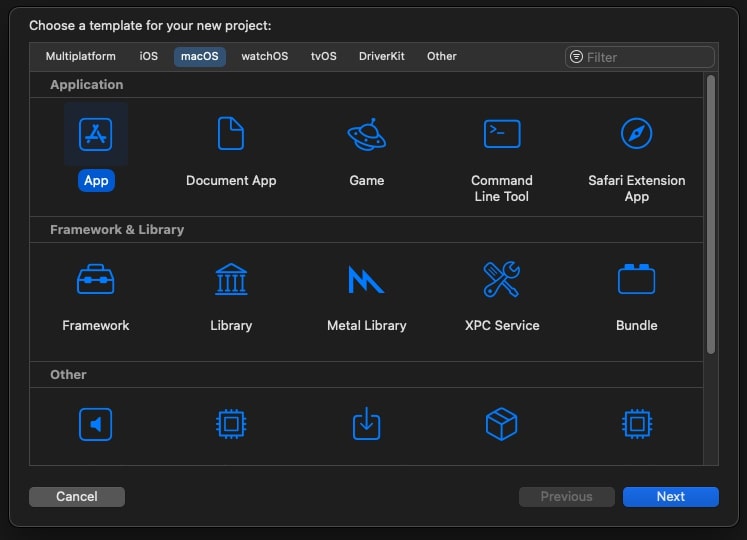 Choose a template for your new project:
Multiplatform iOS macOS watchOS tvOS DriverKit Other Filter
Application
App Document App Game Command Line Tool Safari Extension App
Framework & Library
Framework Library Metal Library XPC Service Bundle
Other
Cancel Previous Next